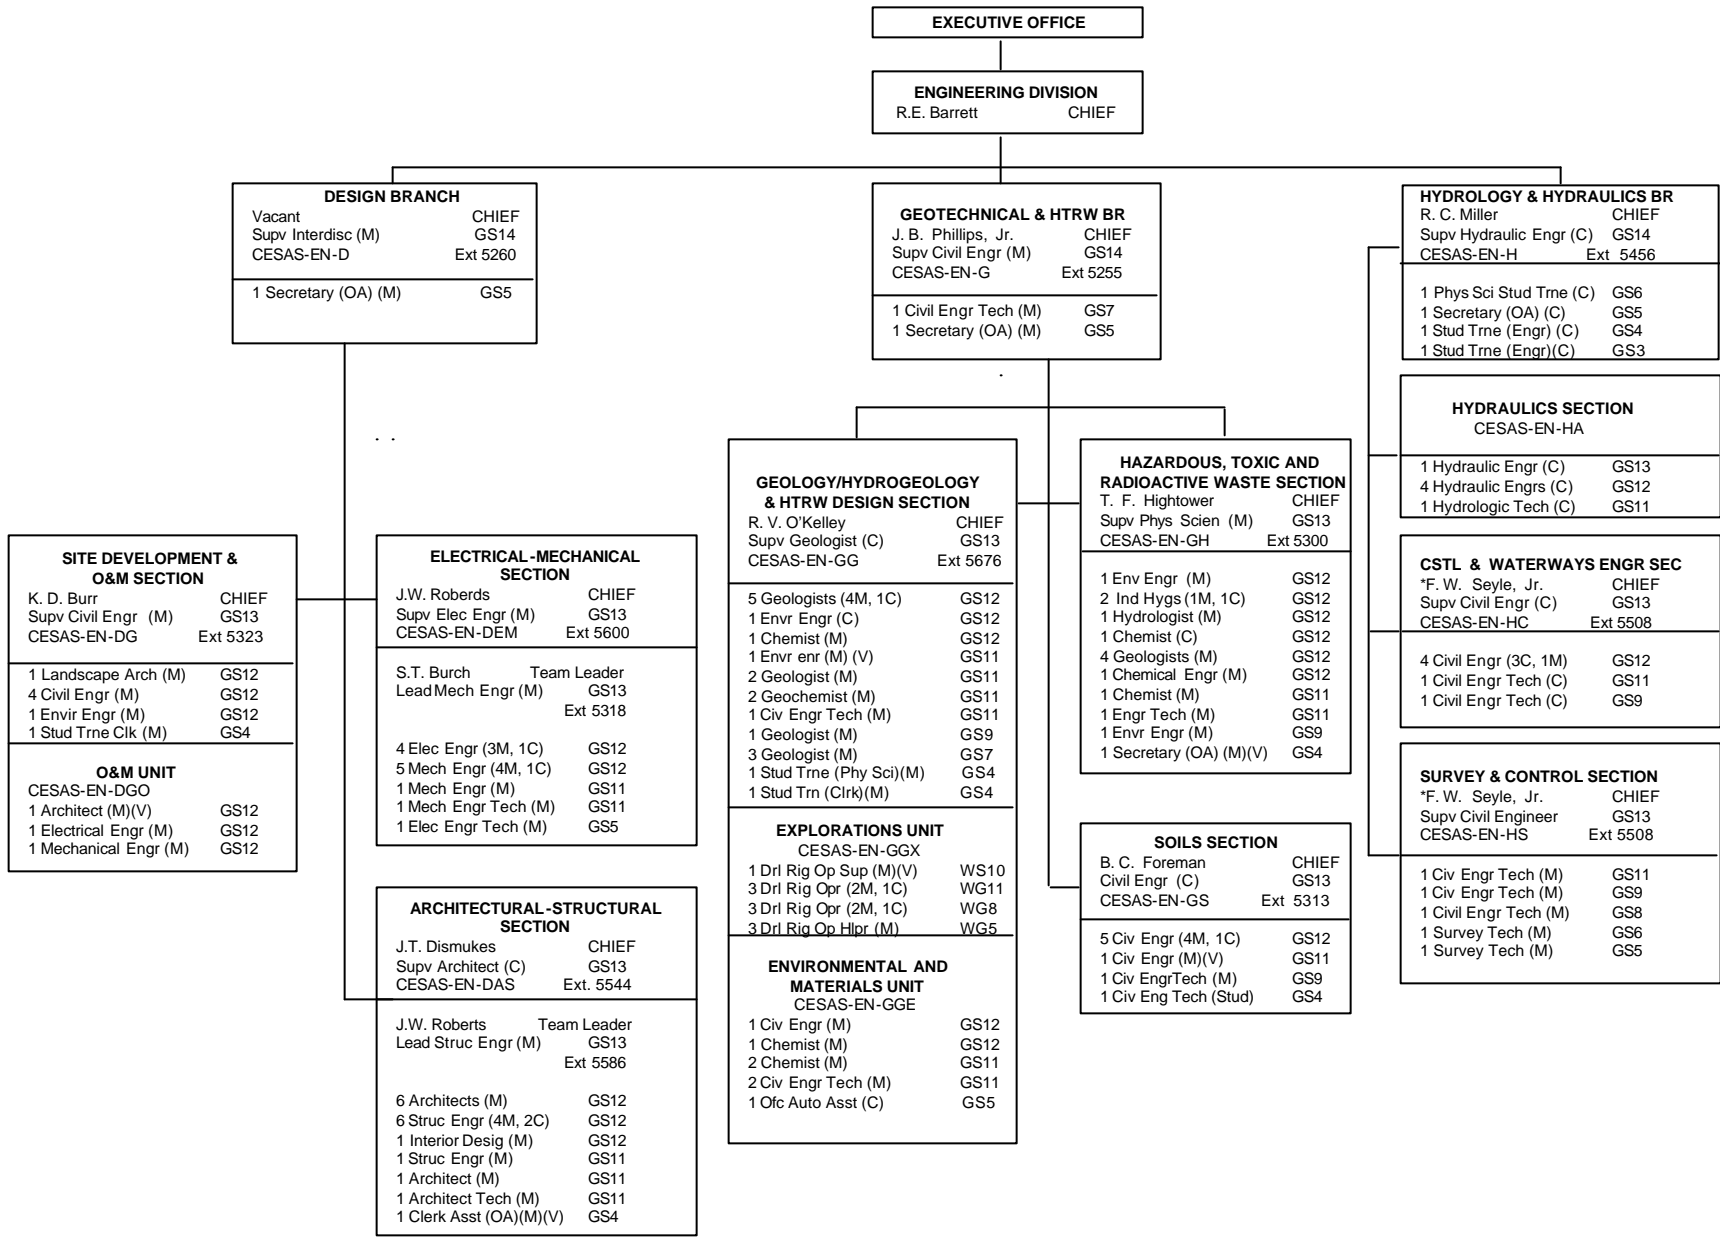 EXECUTIVE OFFICE
ENGINEERING DIVISION
R.E. Barrett CHIEF
DESIGN BRANCH
Vacant CHIEF
Supv Interdisc (M) GS14
CESAS-EN-D Ext 5260
1 Secretary (OA) (M) GS5
SITE DEVELOPMENT &
O&M SECTION
K. D. Burr CHIEF
Supv Civil Engr (M) GS13
CESAS-EN-DG Ext 5323
1 Landscape Arch (M) GS12
4 Civil Engr (M) GS12
1 Envir Engr (M) GS12
1 Stud Trne Clk (M) GS4
O&M UNIT
CESAS-EN-DGO
1 Architect (M)(V) GS12
1 Electrical Engr (M) GS12
1 Mechanical Engr (M) GS12
ELECTRICAL-MECHANICAL
SECTION
J.W. Roberds CHIEF
Supv Elec Engr (M) GS13
CESAS-EN-DEM Ext 5600
S.T. Burch Team Leader
Lead Mech Engr (M) GS13
Ext 5318
4 Elec Engr (3M, 1C) GS12
5 Mech Engr (4M, 1C) GS12
1 Mech Engr (M) GS11
1 Mech Engr Tech (M) GS11
1 Elec Engr Tech (M) GS5
ARCHITECTURAL-STRUCTURAL
SECTION
J.T. Dismukes CHIEF
Supv Architect (C) GS13
CESAS-EN-DAS Ext. 5544
J.W. Roberts Team Leader
Lead Struc Engr (M) GS13
Ext 5586
6 Architects (M) GS12
6 Struc Engr (4M, 2C) GS12
1 Interior Desig (M) GS12
1 Struc Engr (M) GS11
1 Architect (M) GS11
1 Architect Tech (M) GS11
1 Clerk Asst (OA)(M)(V) GS4
GEOTECHNICAL & HTRW BR
J. B. Phillips, Jr. CHIEF
Supv Civil Engr (M) GS14
CESAS-EN-G Ext 5255
1 Civil Engr Tech (M) GS7
1 Secretary (OA) (M) GS5
GEOLOGY/HYDROGEOLOGY
& HTRW DESIGN SECTION
R. V. O'Kelley CHIEF
Supv Geologist (C) GS13
CESAS-EN-GG Ext 5676
5 Geologists (4M, 1C) GS12
1 Envr Engr (C) GS12
1 Chemist (M) GS12
1 Envr enr (M) (V) GS11
2 Geologist (M) GS11
2 Geochemist (M) GS11
1 Civ Engr Tech (M) GS11
1 Geologist (M) GS9
3 Geologist (M) GS7
1 Stud Trne (Phy Sci)(M) GS4
1 Stud Trn (Clrk)(M) GS4
EXPLORATIONS UNIT
CESAS-EN-GGX
1 Drl Rig Op Sup (M)(V) WS10
3 Drl Rig Opr (2M, 1C) WG11
3 Drl Rig Opr (2M, 1C) WG8
3 Drl Rig Op Hlpr (M) WG5
ENVIRONMENTAL AND
MATERIALS UNIT
CESAS-EN-GGE
1 Civ Engr (M) GS12
1 Chemist (M) GS12
2 Chemist (M) GS11
2 Civ Engr Tech (M) GS11
1 Ofc Auto Asst (C) GS5
HAZARDOUS, TOXIC AND
RADIOACTIVE WASTE SECTION
T. F. Hightower CHIEF
Supv Phys Scien (M) GS13
CESAS-EN-GH Ext 5300
1 Env Engr (M) GS12
2 Ind Hygs (1M, 1C) GS12
1 Hydrologist (M) GS12
1 Chemist (C) GS12
4 Geologists (M) GS12
1 Chemical Engr (M) GS12
1 Chemist (M) GS11
1 Engr Tech (M) GS11
1 Envr Engr (M) GS9
1 Secretary (OA) (M)(V) GS4
SOILS SECTION
B. C. Foreman CHIEF
Civil Engr (C) GS13
CESAS-EN-GS Ext 5313
5 Civ Engr (4M, 1C) GS12
1 Civ Engr (M)(V) GS11
1 Civ EngrTech (M) GS9
1 Civ Eng Tech (Stud) GS4
HYDROLOGY & HYDRAULICS BR
R. C. Miller CHIEF
Supv Hydraulic Engr (C) GS14
CESAS-EN-H Ext 5456
1 Phys Sci Stud Trne (C) GS6
1 Secretary (OA) (C) GS5
1 Stud Trne (Engr) (C) GS4
1 Stud Trne (Engr)(C) GS3
HYDRAULICS SECTION
CESAS-EN-HA
1 Hydraulic Engr (C) GS13
4 Hydraulic Engrs (C) GS12
1 Hydrologic Tech (C) GS11
CSTL & WATERWAYS ENGR SEC
*F. W. Seyle, Jr. CHIEF
Supv Civil Engr (C) GS13
CESAS-EN-HC Ext 5508
4 Civil Engr (3C, 1M) GS12
1 Civil Engr Tech (C) GS11
1 Civil Engr Tech (C) GS9
SURVEY & CONTROL SECTION
*F. W. Seyle, Jr. CHIEF
Supv Civil Engineer GS13
CESAS-EN-HS Ext 5508
1 Civ Engr Tech (M) GS11
1 Civ Engr Tech (M) GS9
1 Civil Engr Tech (M) GS8
1 Survey Tech (M) GS6
1 Survey Tech (M) GS5